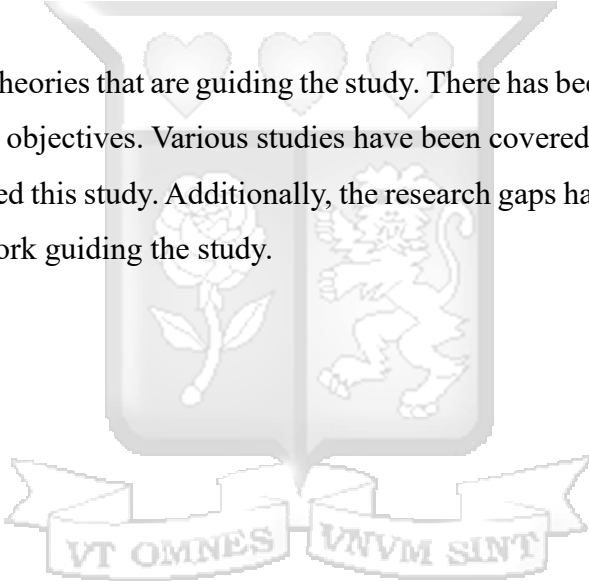 heories that are guiding the study. There has bee
objectives. Various studies have been covered
ed this study. Additionally, the research gaps ha
ork guiding the study.
VT OMNES VNVM SINT